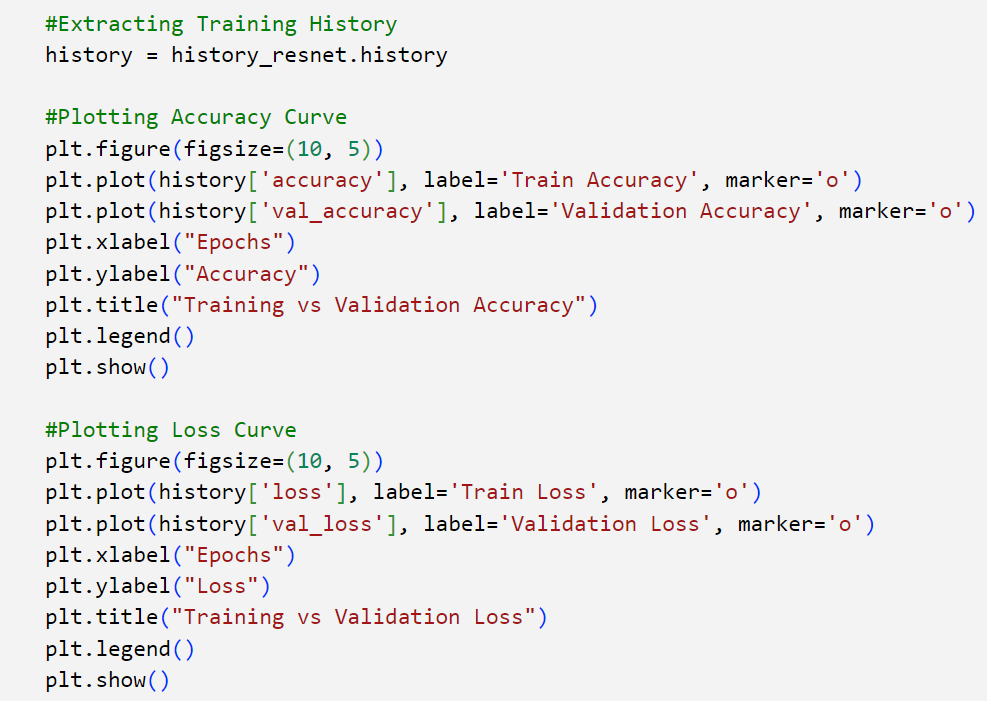 #Extracting Training History
history = history_resnet.history
#Plotting Accuracy Curve
plt.figure(figsize=(10, 5))
plt.plot(history['accuracy'], label='Train Accuracy', marker='o')
plt.plot(history['val_accuracy'], label='Validation Accuracy', marker='o')
plt.xlabel("Epochs")
plt.ylabel("Accuracy")
plt.title("Training vs Validation Accuracy")
plt.legend()
plt.show()
#Plotting Loss Curve
plt.figure(figsize=(10, 5))
plt.plot(history['loss'], label='Train Loss', marker='o')
plt.plot(history['val_loss'], label='Validation Loss', marker='o')
plt.xlabel("Epochs")
plt.ylabel("Loss")
plt.title("Training vs Validation Loss")
plt.legend()
plt.show()